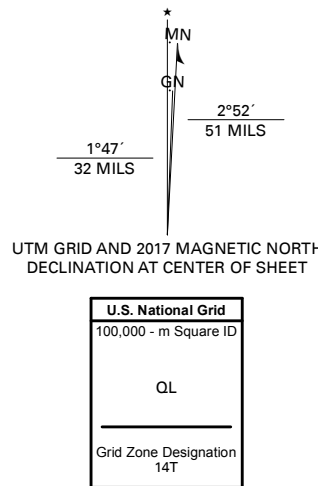 ★
MN
GN
1°47´
32 MILS
2°52´
51 MILS
UTM GRID AND 2017 MAGNETIC NORTH
DECLINATION AT CENTER OF SHEET
U.S. National Grid
100,000 - m Square ID
QL
Grid Zone Designation
14T